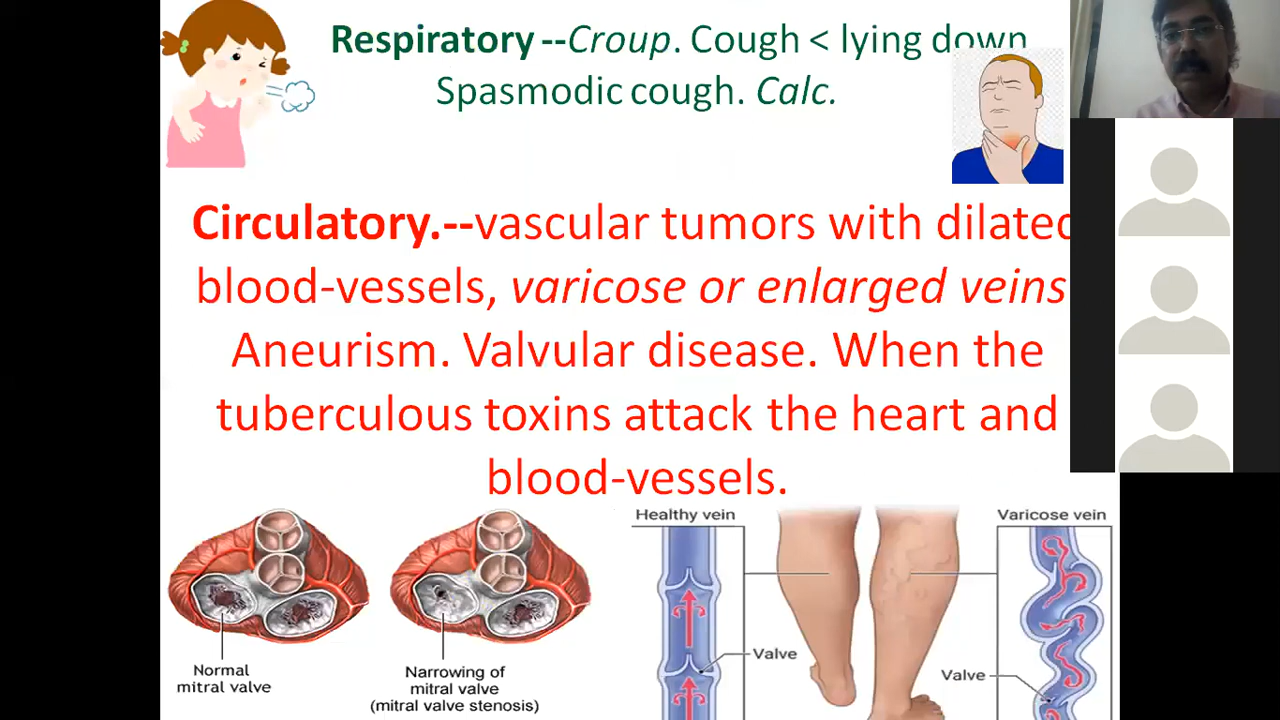 Respiratory --Croup. Cough < lying down
Spasmodic cough. Calc.
Circulatory.--vascular tumors with dilated
blood-vessels, varicose or enlarged veins
Aneurism. Valvular disease. When the
tuberculous toxins attack the heart and
blood-vessels.
Healthy vein
Varicose vein
Valve
Valve
Normal
mitral valve
Narrowing of
mitral valve
(mitral valve stenosis)